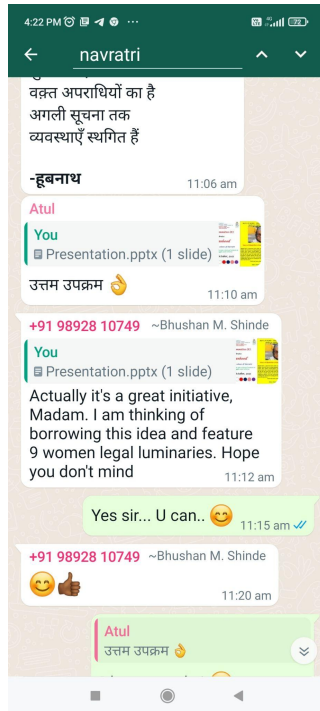 4:22 PM
4G
72
navratri
वक़्त अपराधियों का है
अगली सूचना तक
व्यवस्थाएँ स्थगित हैं
-हूबनाथ
11:06 am
Atul
You
Presentation.pptx (1 slide)
उत्तम उपक्रम 👌
11:10 am
+91 98928 10749 ~Bhushan M. Shinde
You
Presentation.pptx (1 slide)
Actually it's a great initiative,
Madam. I am thinking of
borrowing this idea and feature
9 women legal luminaries. Hope
you don't mind
11:12 am
Yes sir... U can.. 😊
11:15 am
+91 98928 10749 ~Bhushan M. Shinde
😊👍🏾
11:20 am
Atul
उत्तम उपक्रम 👌